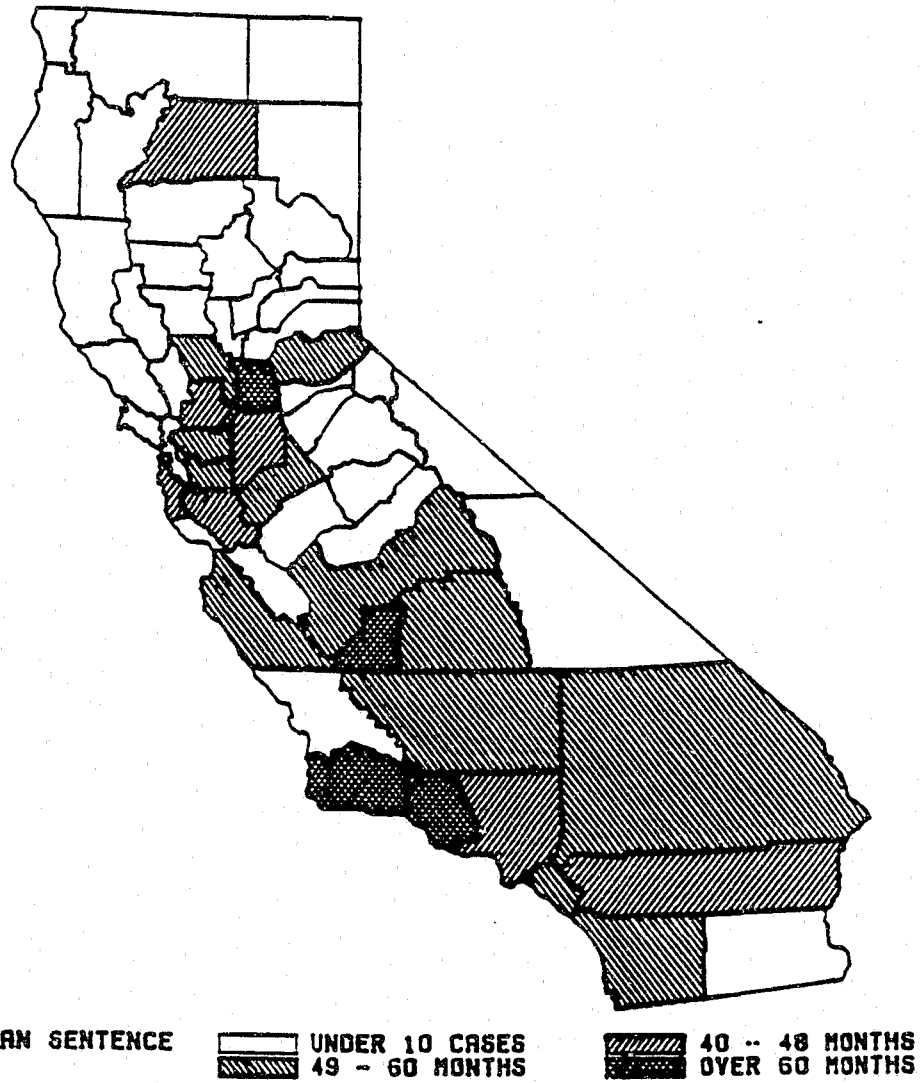 AN SENTENCE UNDER 10 CASES 40 -- 48 MONTHS
49 - 60 MONTHS OVER 60 MONTHS